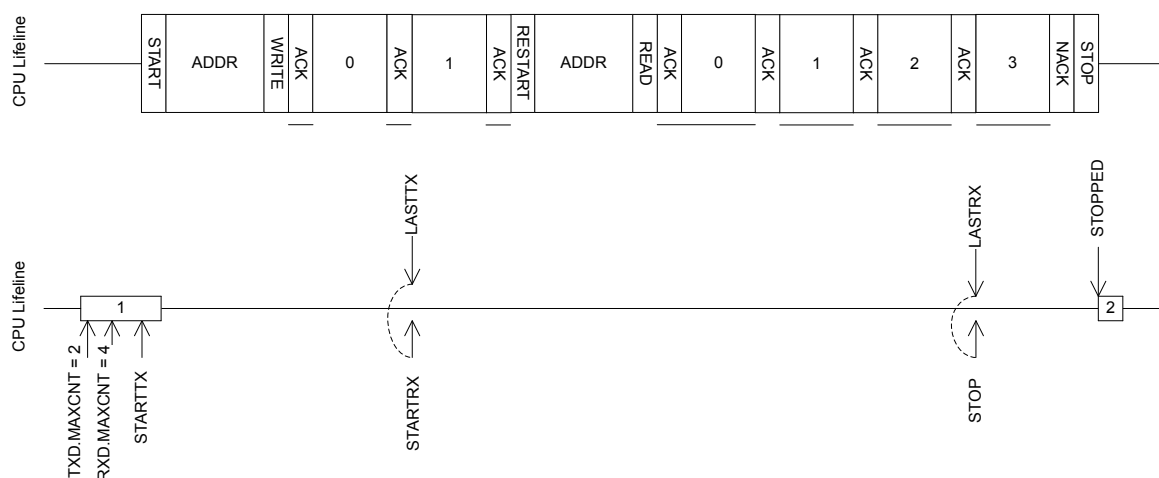 CPU Lifeline
START
ADDR
WRITE
ACK
0
ACK
1
ACK
RESTART
ADDR
READ
ACK
0
ACK
1
ACK
2
ACK
3
NACK
STOP
LASTTX
LASTRX
STOPPED
CPU Lifeline
1
2
TXD.MAXCNT = 2
RXD.MAXCNT = 4
STARTTX
STARTRX
STOP